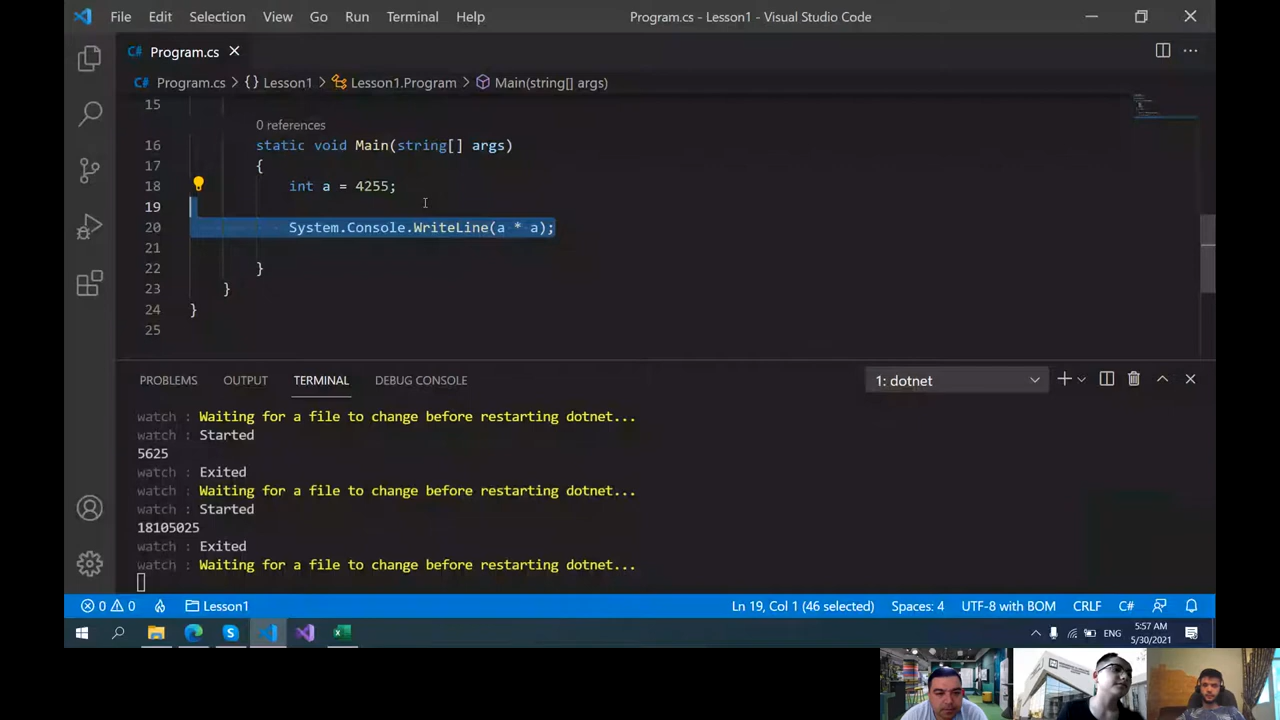 File Edit Selection View Go Run Terminal Help Program.cs - Lesson1 - Visual Studio Code
C# Program.cs
C# Program.cs > {} Lesson1 > Lesson1.Program > Main(string[] args)
15
0 references
16 static void Main(string[] args)
17 {
18 int a = 4255;
19
20 System.Console.WriteLine(a * a);
21
22 }
23 }
24 }
25
PROBLEMS OUTPUT TERMINAL DEBUG CONSOLE 1: dotnet
watch : Waiting for a file to change before restarting dotnet...
watch : Started
5625
watch : Exited
watch : Waiting for a file to change before restarting dotnet...
watch : Started
18105025
watch : Exited
watch : Waiting for a file to change before restarting dotnet...
0 0 Lesson1 Ln 19, Col 1 (46 selected) Spaces: 4 UTF-8 with BOM CRLF C#
ENG 5:57 AM
5/30/2021